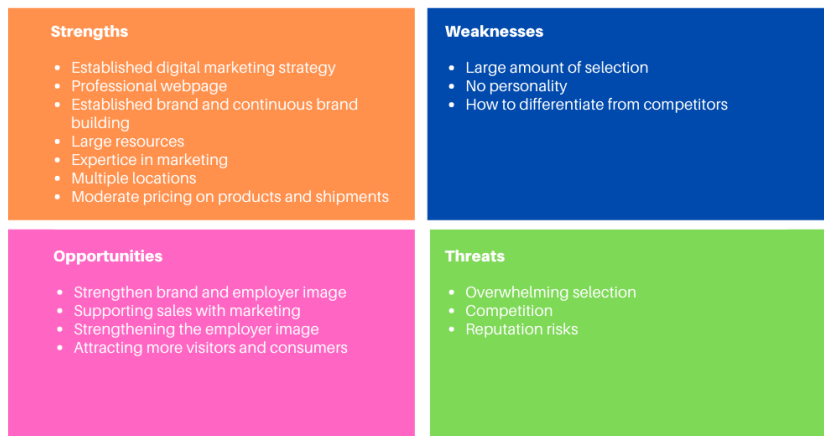 Strengths
• Established digital marketing strategy
• Professional webpage
• Established brand and continuous brand
building
• Large resources
• Expertice in marketing
• Multiple locations
• Moderate pricing on products and shipments
Weaknesses
• Large amount of selection
• No personality
• How to differentiate from competitors
Opportunities
• Strengthen brand and employer image
• Supporting sales with marketing
• Strengthening the employer image
• Attracting more visitors and consumers
Threats
• Overwhelming selection
• Competition
• Reputation risks